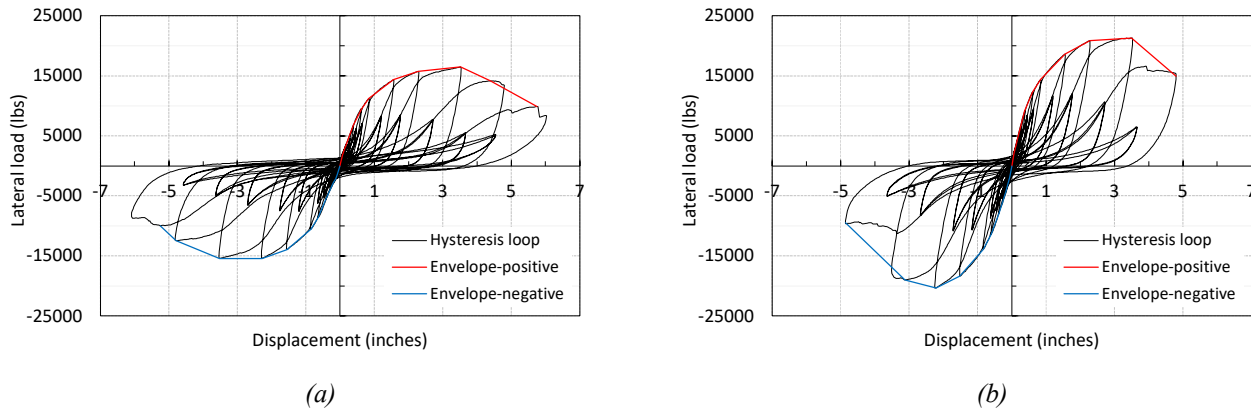 25000
15000
5000
-5000
-15000
-25000
-7 -5 -3 -1 1 3 5 7
Lateral load (lbs)
Displacement (inches)
Hysteresis loop
Envelope-positive
Envelope-negative
(a)
25000
15000
5000
-5000
-15000
-25000
-7 -5 -3 -1 1 3 5 7
Lateral load (lbs)
Displacement (inches)
Hysteresis loop
Envelope-positive
Envelope-negative
(b)